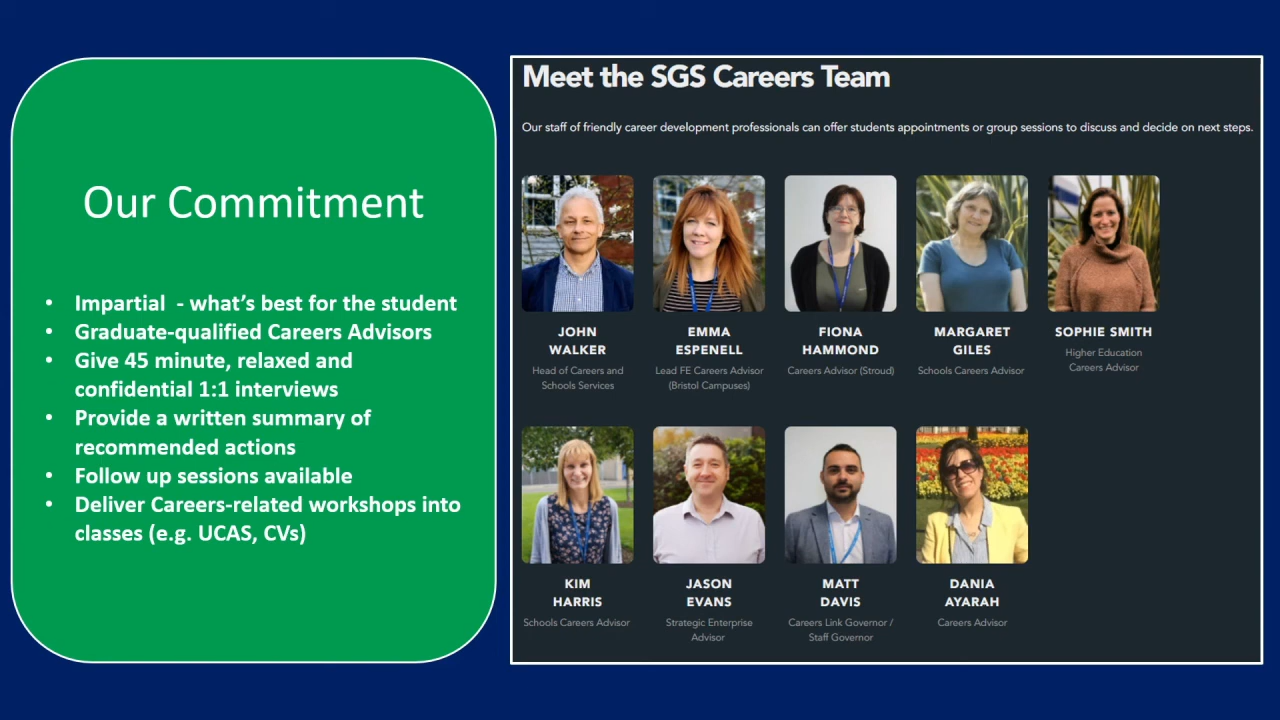 Our Commitment
• Impartial  - what's best for the student
• Graduate-qualified Careers Advisors
• Give 45 minute, relaxed and
confidential 1:1 interviews
• Provide a written summary of
recommended actions
• Follow up sessions available
• Deliver Careers-related workshops into
classes (e.g. UCAS, CVs)
Meet the SGS Careers Team
Our staff of friendly career development professionals can offer students appointments or group sessions to discuss and decide on next steps.
JOHN
WALKER
Head of Careers and
Schools Services
EMMA
ESPENELL
Lead FE Careers Advisor
(Bristol Campuses)
FIONA
HAMMOND
Careers Advisor (Stroud)
MARGARET
GILES
Schools Careers Advisor
SOPHIE SMITH
Higher Education
Careers Advisor
KIM
HARRIS
Schools Careers Advisor
JASON
EVANS
Strategic Enterprise
Advisor
MATT
DAVIS
Careers Link Governor /
Staff Governor
DANIA
AYARAH
Careers Advisor